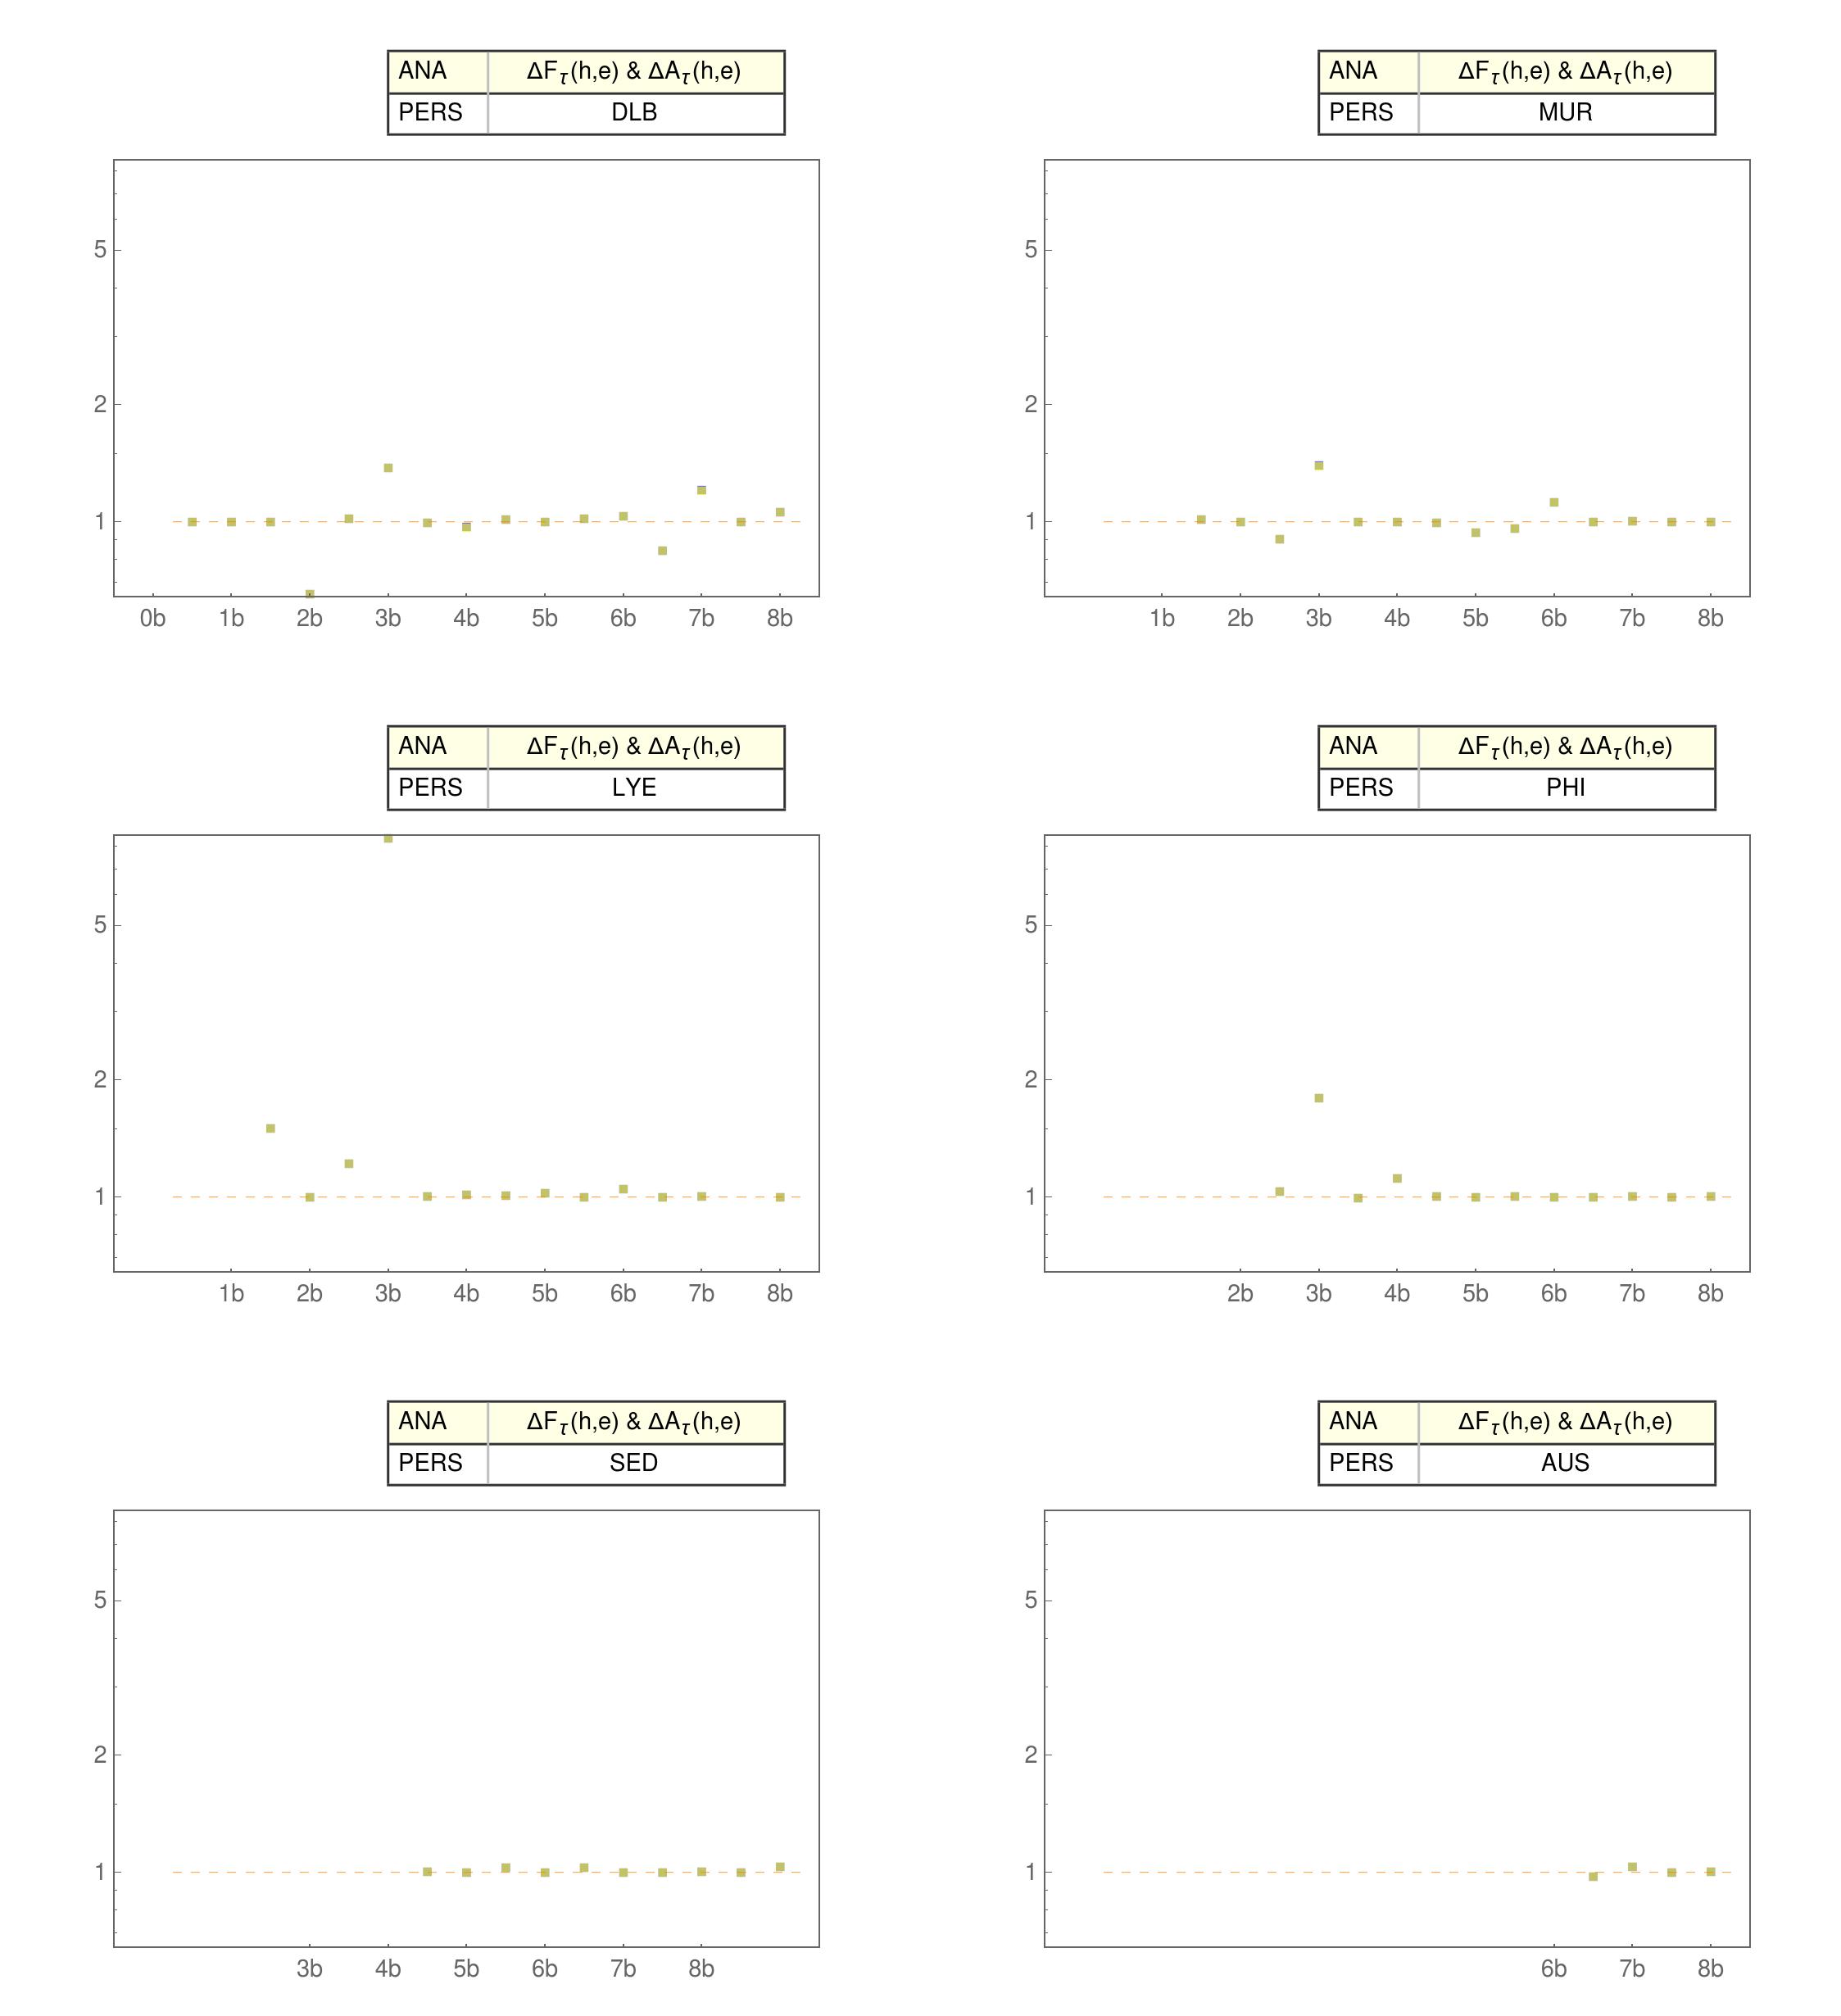 ANA ΔFτ(h,e) & ΔAτ(h,e)
PERS DLB
5
2
1
0b 1b 2b 3b 4b 5b 6b 7b 8b
ANA ΔFτ(h,e) & ΔAτ(h,e)
PERS MUR
5
2
1
1b 2b 3b 4b 5b 6b 7b 8b
ANA ΔFτ(h,e) & ΔAτ(h,e)
PERS LYE
5
2
1
1b 2b 3b 4b 5b 6b 7b 8b
ANA ΔFτ(h,e) & ΔAτ(h,e)
PERS PHI
5
2
1
2b 3b 4b 5b 6b 7b 8b
ANA ΔFτ(h,e) & ΔAτ(h,e)
PERS SED
5
2
1
3b 4b 5b 6b 7b 8b
ANA ΔFτ(h,e) & ΔAτ(h,e)
PERS AUS
5
2
1
6b 7b 8b